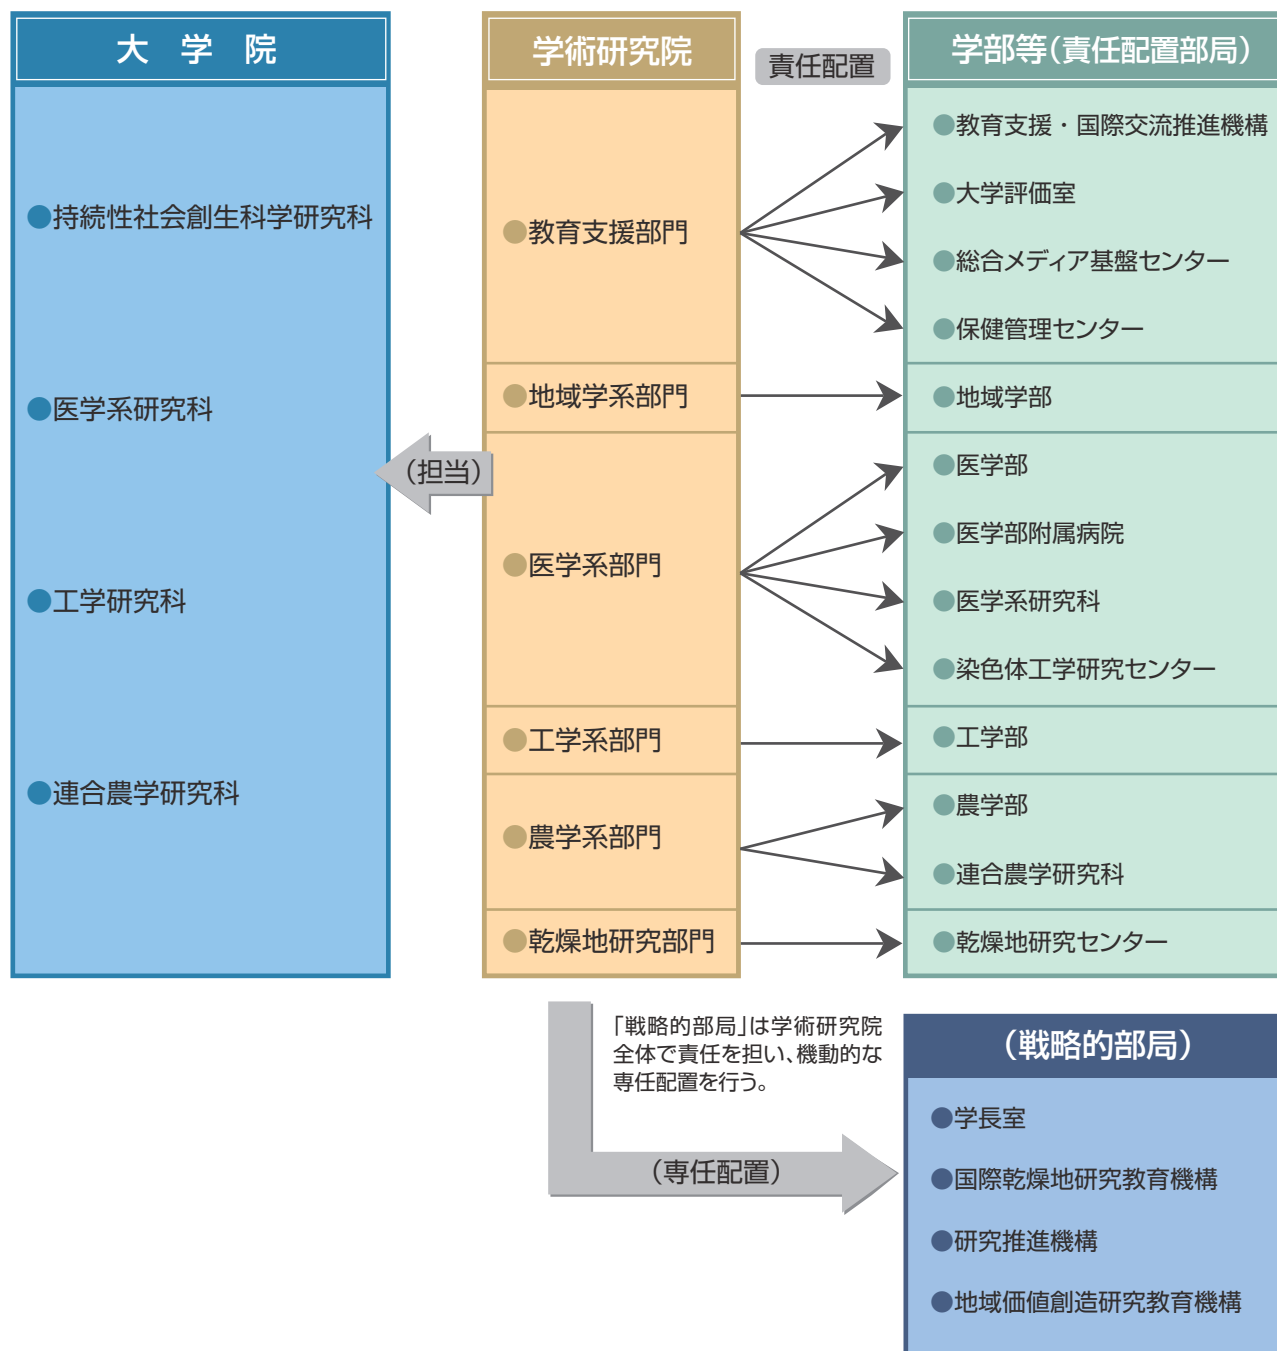 大学院
●持続性社会創生科学研究科
●医学系研究科
●工学研究科
●連合農学研究科
(担当)
学術研究院
●教育支援部門
●地域学系部門
●医学系部門
●工学系部門
●農学系部門
●乾燥地研究部門
責任配置
学部等(責任配置部局)
●教育支援・国際交流推進機構
●大学評価室
●総合メディア基盤センター
●保健管理センター
●地域学部
●医学部
●医学部附属病院
●医学系研究科
●染色体工学研究センター
●工学部
●農学部
●連合農学研究科
●乾燥地研究センター
「戦略的部局」は学術研究院
全体で責任を担い、機動的な
専任配置を行う。
(専任配置)
(戦略的部局)
●学長室
●国際乾燥地研究教育機構
●研究推進機構
●地域価値創造研究教育機構